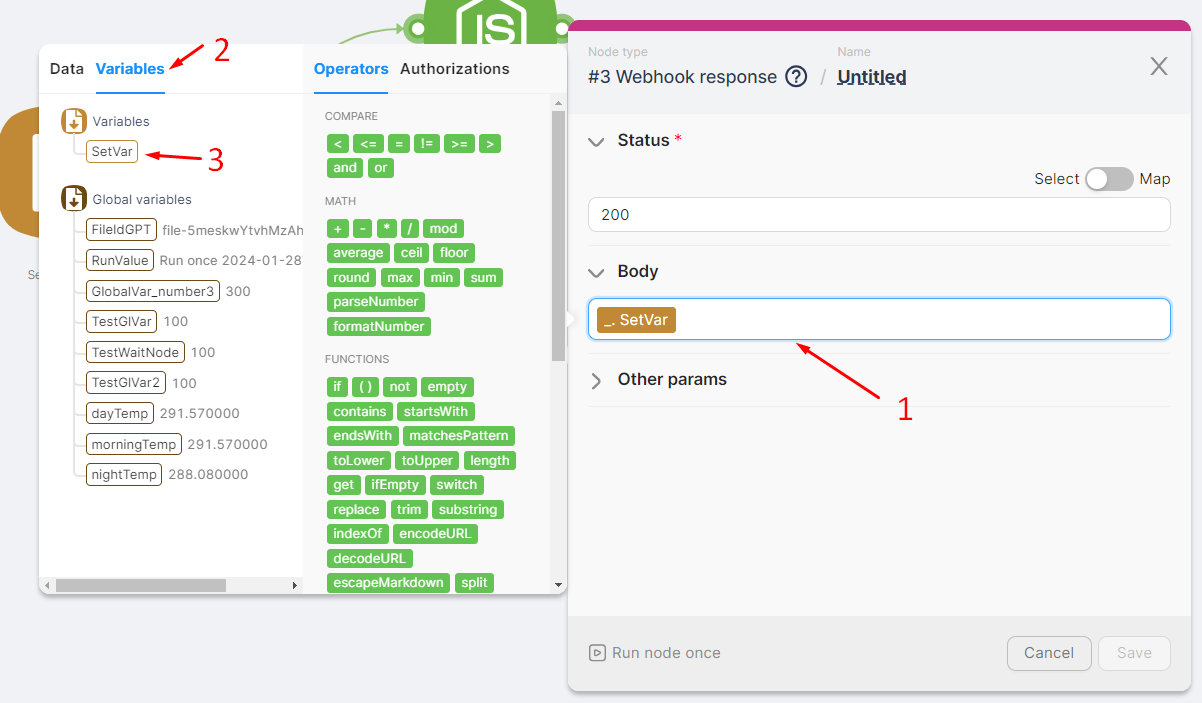 JS
Data Variables
2
Operators Authorizations
Variables
SetVar
3
Global variables
FileIdGPT file-5meskwYtvhMzAh
RunValue Run once 2024-01-28
GlobalVar_number3 300
TestGlVar 100
TestWaitNode 100
TestGlVar2 100
dayTemp 291.570000
morningTemp 291.570000
nightTemp 288.080000
COMPARE
< <= = != >= >
and or
MATH
+ - * / mod
average ceil floor
round max min sum
parseNumber
formatNumber
FUNCTIONS
if ( ) not empty
contains startsWith
endsWith matchesPattern
toLower toUpper length
get ifEmpty switch
replace trim substring
indexOf encodeURL
decodeURL
escapeMarkdown split
Node type
#3 Webhook response ? /
Name
Untitled
X
Status *
Select Map
200
Body
_. SetVar
1
Other params
Run node once
Cancel Save
Se